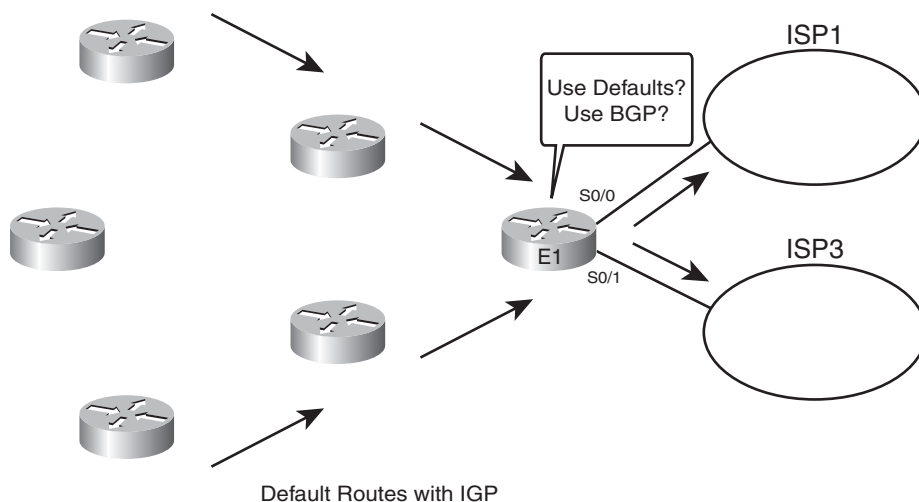 ISP1
Use Defaults?
Use BGP?
S0/0
E1
S0/1
ISP3
Default Routes with IGP